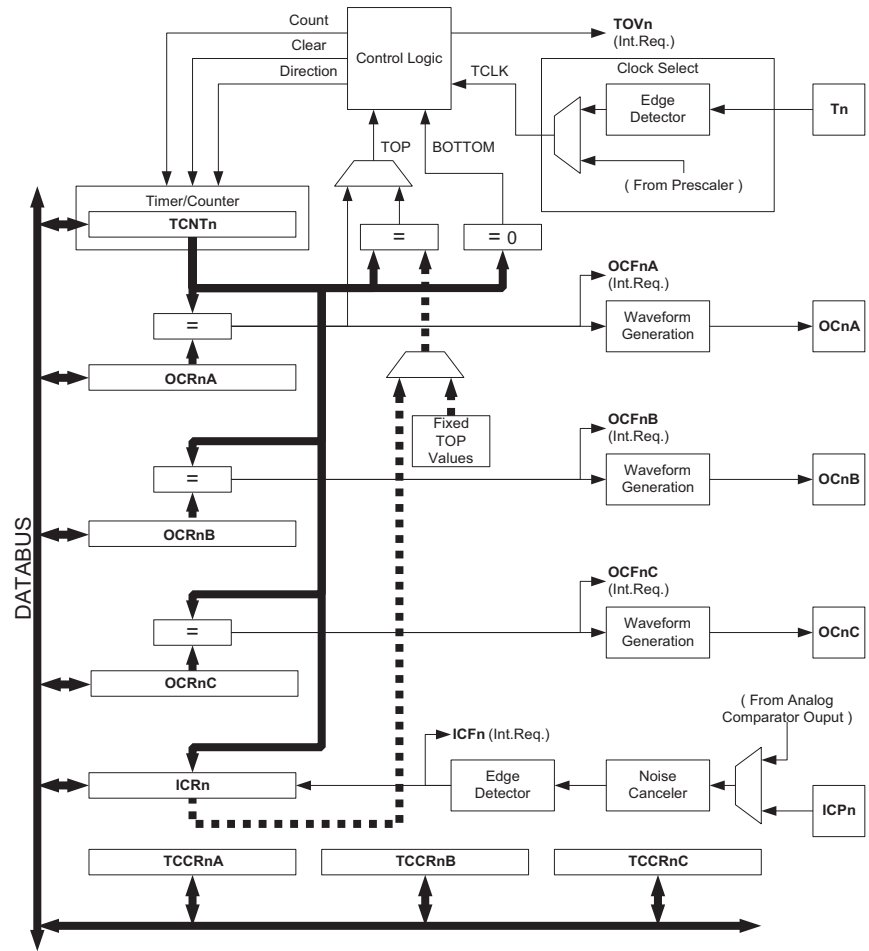 Count
Clear
Direction
Control Logic
TOVn
(Int.Req.)
TCLK
Clock Select
Edge
Detector
Tn
( From Prescaler )
TOP
BOTTOM
Timer/Counter
TCNTn
=
= 0
OCFnA
(Int.Req.)
=
Waveform
Generation
OCnA
OCRnA
Fixed
TOP
Values
OCFnB
(Int.Req.)
=
Waveform
Generation
OCnB
OCRnB
DATABUS
OCFnC
(Int.Req.)
=
Waveform
Generation
OCnC
OCRnC
( From Analog
Comparator Ouput )
ICFn (Int.Req.)
ICRn
Edge
Detector
Noise
Canceler
ICPn
TCCRnA
TCCRnB
TCCRnC